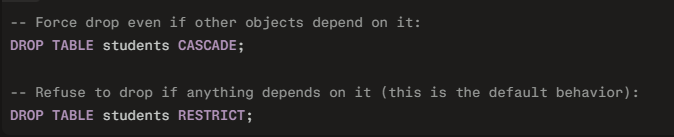 -- Force drop even if other objects depend on it:
DROP TABLE students CASCADE;
-- Refuse to drop if anything depends on it (this is the default behavior):
DROP TABLE students RESTRICT;